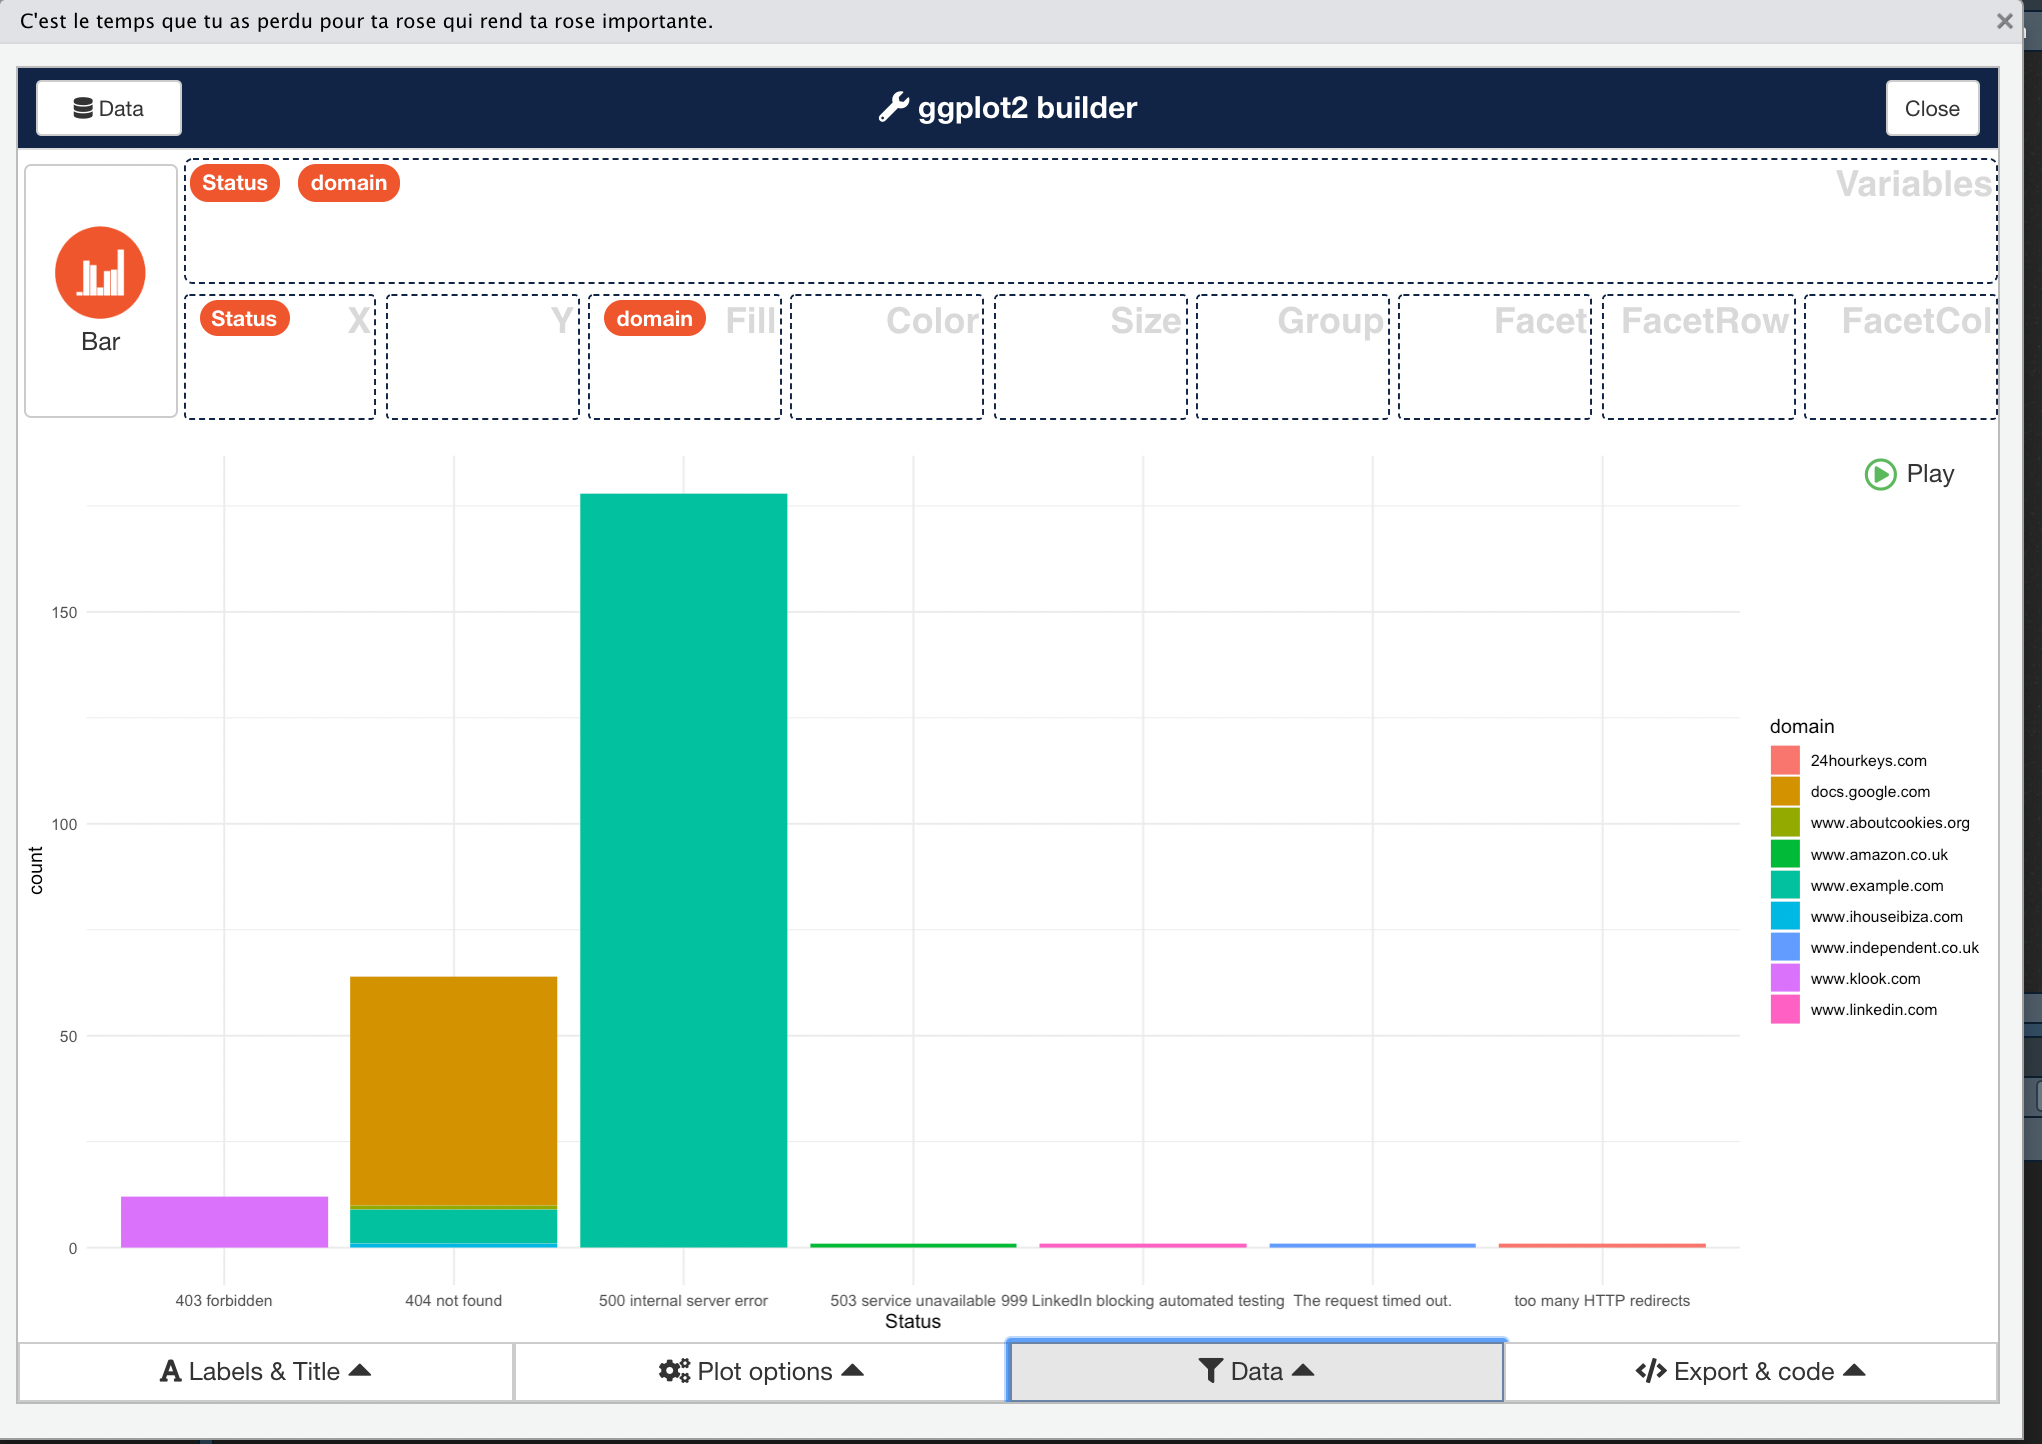 C'est le temps que tu as perdu pour ta rose qui rend ta rose importante.
Data
ggplot2 builder
Close
Bar
Status domain Variables
Status X
Y
domain Fill
Color
Size
Group
Facet
FacetRow
FacetCol
Play
150
100
50
0
count
403 forbidden
404 not found
500 internal server error
503 service unavailable
999 LinkedIn blocking automated testing
The request timed out.
too many HTTP redirects
Status
domain
24hourkeys.com
docs.google.com
www.aboutcookies.org
www.amazon.co.uk
www.example.com
www.ihouseibiza.com
www.independent.co.uk
www.klook.com
www.linkedin.com
Labels & Title
Plot options
Data
Export & code